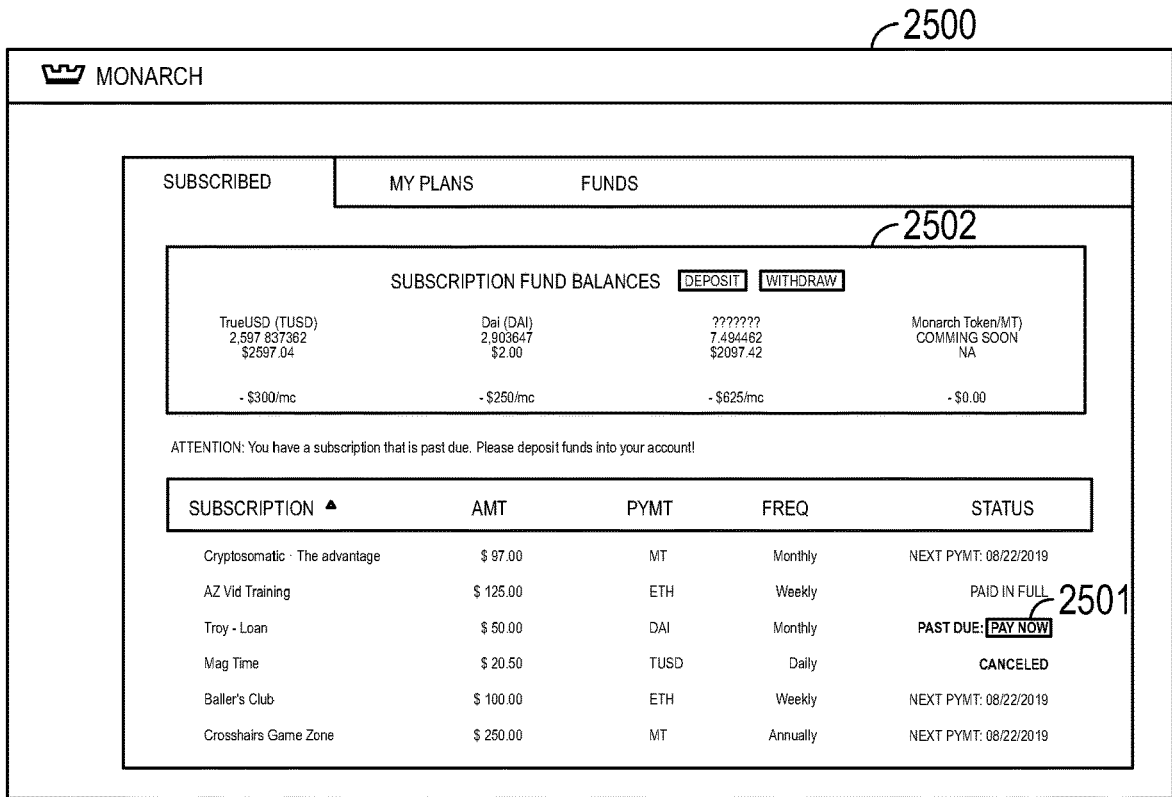 2500
MONARCH
SUBSCRIBED MY PLANS FUNDS
2502
SUBSCRIPTION FUND BALANCES DEPOSIT WITHDRAW
TrueUSD (TUSD) Dai (DAI) ??????? Monarch Token/MT)
2,597 837362 2,903647 7.494462 COMMING SOON
$2597.04 $2.00 $2097.42 NA
- $300/mc - $250/mc - $625/mc - $0.00
ATTENTION: You have a subscription that is past due. Please deposit funds into your account!
SUBSCRIPTION ▲ AMT PYMT FREQ STATUS
Cryptosomatic · The advantage $ 97.00 MT Monthly NEXT PYMT: 08/22/2019
AZ Vid Training $ 125.00 ETH Weekly PAID IN FULL
2501
Troy - Loan $ 50.00 DAI Monthly PAST DUE: PAY NOW
Mag Time $ 20.50 TUSD Daily CANCELED
Baller's Club $ 100.00 ETH Weekly NEXT PYMT: 08/22/2019
Crosshairs Game Zone $ 250.00 MT Annually NEXT PYMT: 08/22/2019